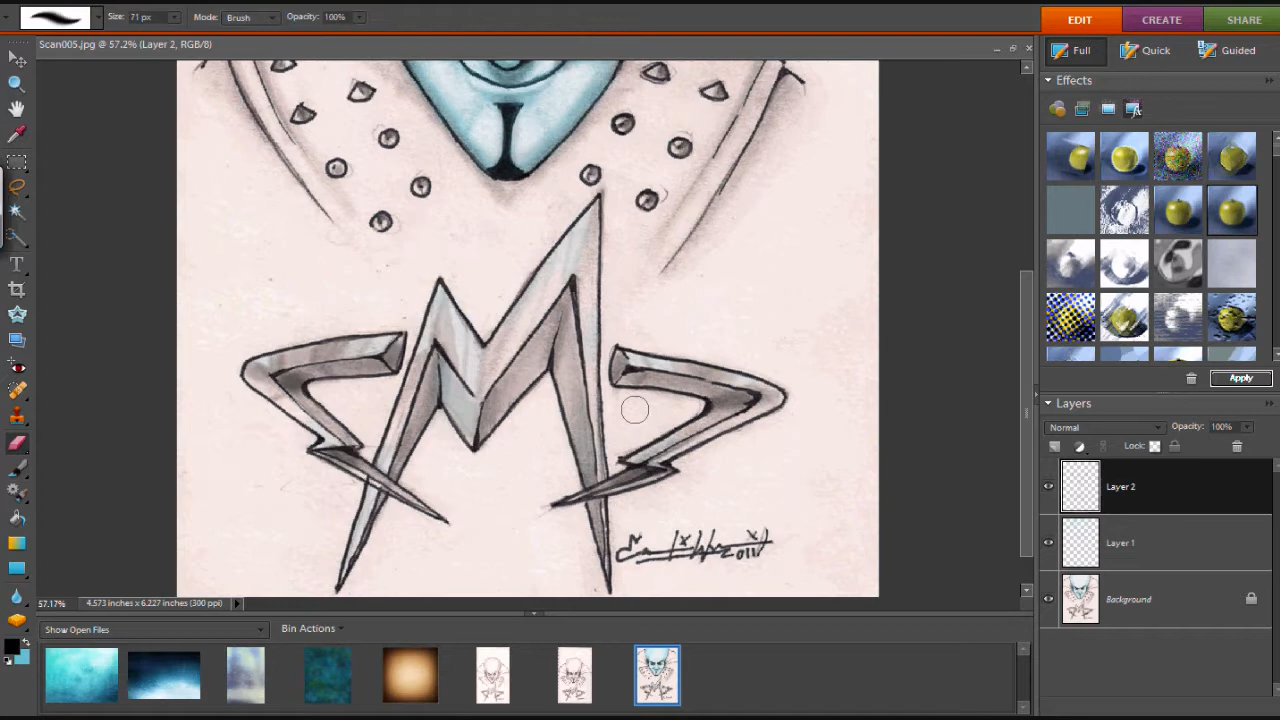 Size: 71 px Mode: Brush Opacity: 100%
EDIT CREATE SHARE
Scan005.jpg @ 57.2% (Layer 2, RGB/8)
Full Quick Guided
Effects
Apply
Layers
Normal Opacity: 100%
Lock:
Layer 2
Layer 1
Background
M
2011
57.17% 4.573 inches x 6.227 inches (300 ppi)
Show Open Files Bin Actions